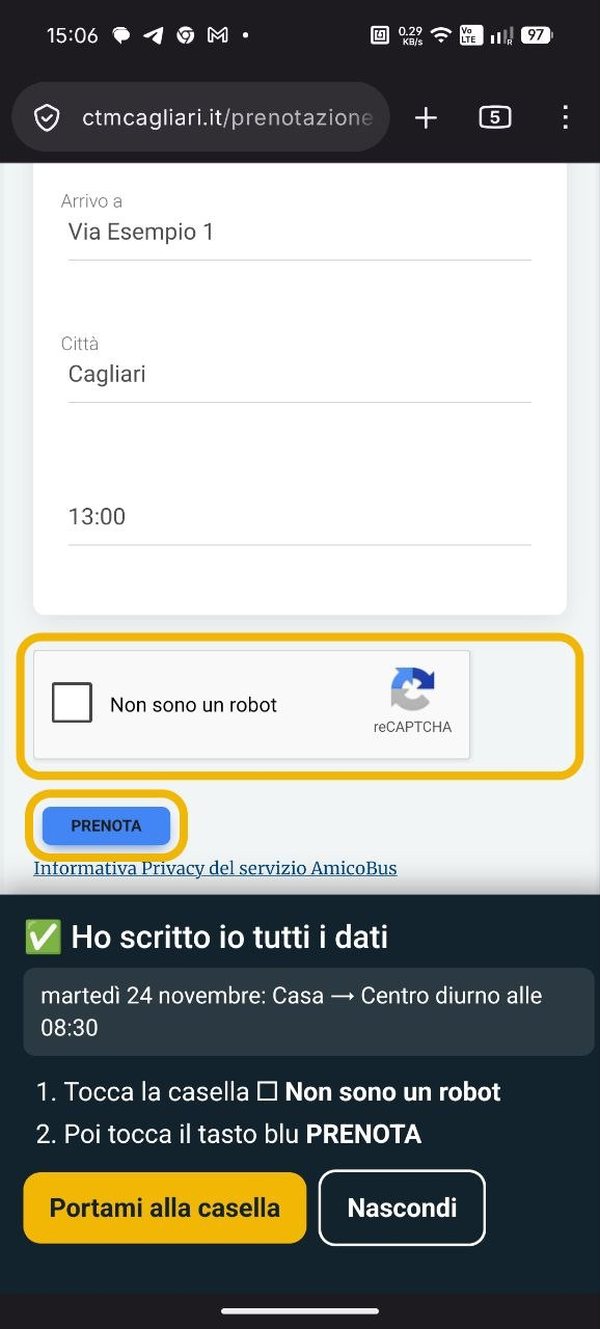 15:06
0.29
KB/s
Vo
LTE
R
97
ctmcagliari.it/prenotazione
5
Arrivo a
Via Esempio 1
Città
Cagliari
13:00
Non sono un robot
reCAPTCHA
PRENOTA
Informativa Privacy del servizio AmicoBus
✅ Ho scritto io tutti i dati
martedì 24 novembre: Casa → Centro diurno alle
08:30
1. Tocca la casella ☐ Non sono un robot
2. Poi tocca il tasto blu PRENOTA
Portami alla casella
Nascondi